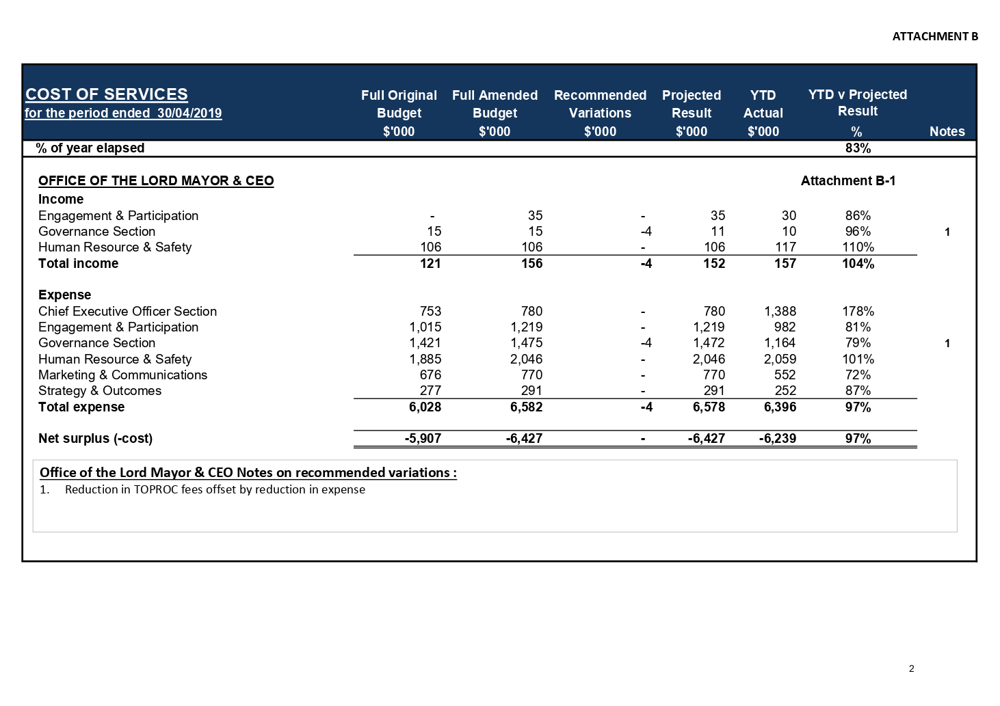 ATTACHMENT B
COST OF SERVICES Full Original Full Amended Recommended Projected YTD YTD v Projected
for the period ended 30/04/2019 Budget Budget Variations Result Actual Result
$'000 $'000 $'000 $'000 $'000 % Notes
% of year elapsed 83%
OFFICE OF THE LORD MAYOR & CEO Attachment B-1
Income
Engagement & Participation - 35 - 35 30 86%
Governance Section 15 15 -4 11 10 96% 1
Human Resource & Safety 106 106 - 106 117 110%
Total income 121 156 -4 152 157 104%
Expense
Chief Executive Officer Section 753 780 - 780 1,388 178%
Engagement & Participation 1,015 1,219 - 1,219 982 81%
Governance Section 1,421 1,475 -4 1,472 1,164 79% 1
Human Resource & Safety 1,885 2,046 - 2,046 2,059 101%
Marketing & Communications 676 770 - 770 552 72%
Strategy & Outcomes 277 291 - 291 252 87%
Total expense 6,028 6,582 -4 6,578 6,396 97%
Net surplus (-cost) -5,907 -6,427 - -6,427 -6,239 97%
Office of the Lord Mayor & CEO Notes on recommended variations :
1. Reduction in TOPROC fees offset by reduction in expense
2